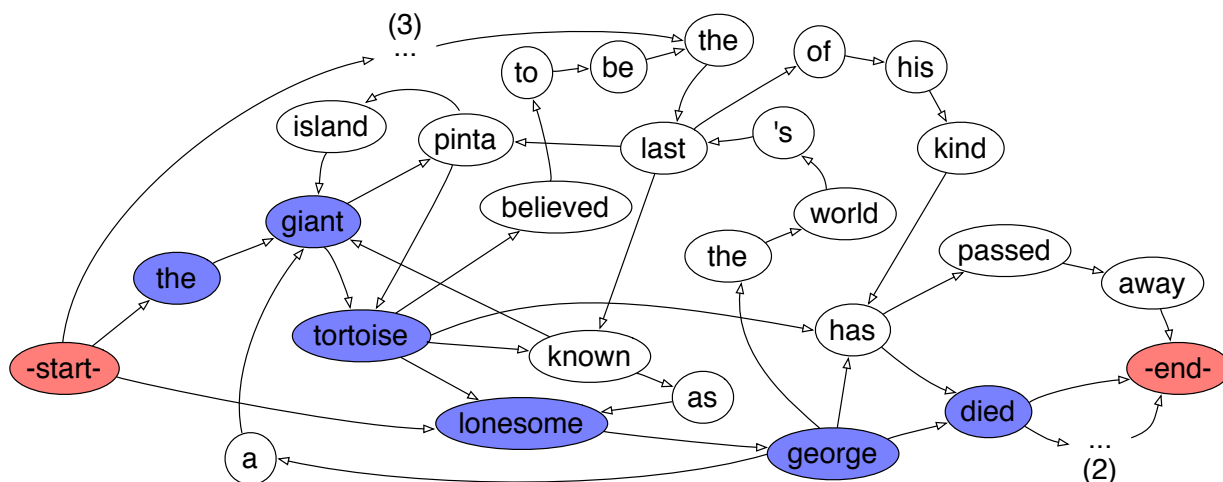 (3)
...
the
to
be
of
his
island
pinta
last
's
kind
giant
believed
world
the
the
passed
away
tortoise
known
has
-start-
-end-
as
lonesome
died
a
george
...
(2)